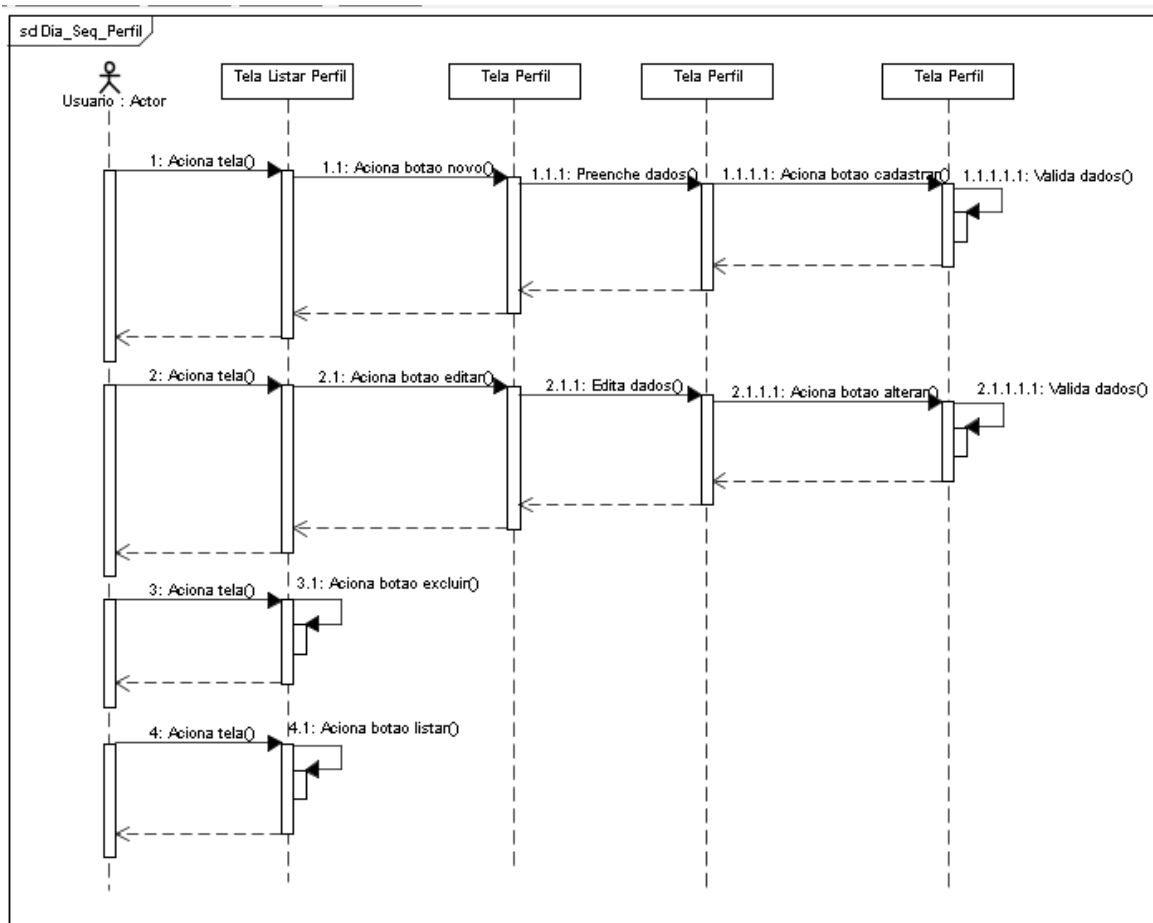 sd Dia_Seq_Perfil
Usuario : Actor
Tela Listar Perfil
Tela Perfil
Tela Perfil
Tela Perfil
1: Aciona tela()
1.1: Aciona botao novo()
1.1.1: Preenche dados()
1.1.1.1: Aciona botao cadastrar()
1.1.1.1.1: Valida dados()
2: Aciona tela()
2.1: Aciona botao editar()
2.1.1: Edita dados()
2.1.1.1: Aciona botao alterar()
2.1.1.1.1: Valida dados()
3: Aciona tela()
3.1: Aciona botao excluir()
4: Aciona tela()
4.1: Aciona botao listar()